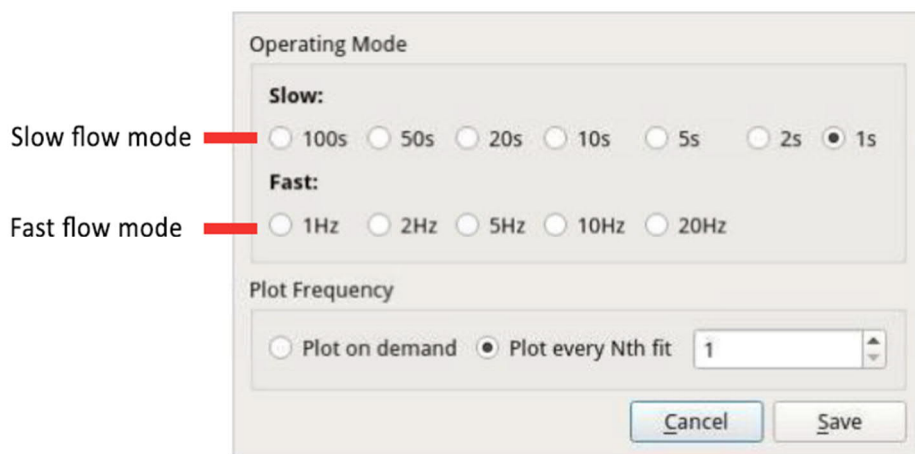 Operating Mode
Slow:
Slow flow mode
100s 50s 20s 10s 5s 2s 1s
Fast:
Fast flow mode
1Hz 2Hz 5Hz 10Hz 20Hz
Plot Frequency
Plot on demand Plot every Nth fit 1
Cancel Save